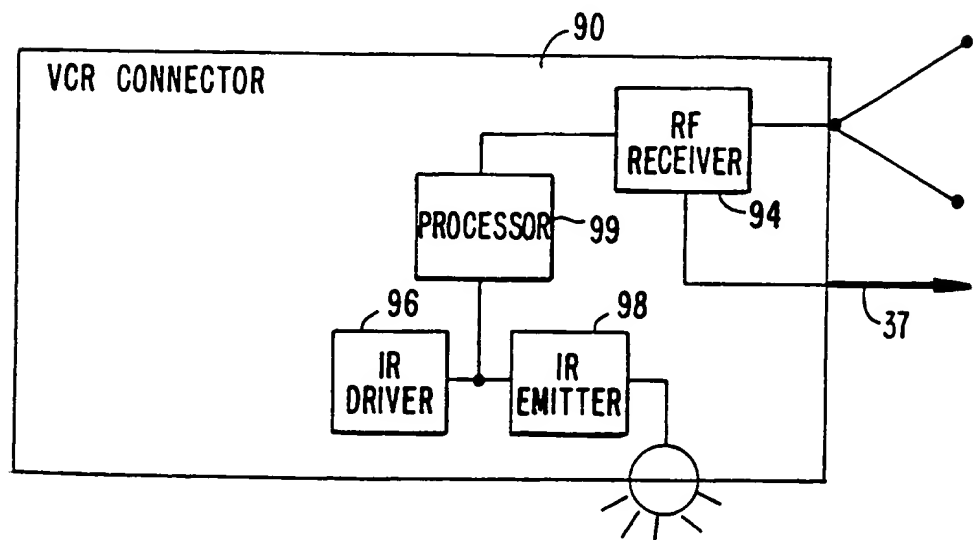 90
VCR CONNECTOR
RF
RECEIVER
94
PROCESSOR
99
37
96
98
IR
DRIVER
IR
EMITTER